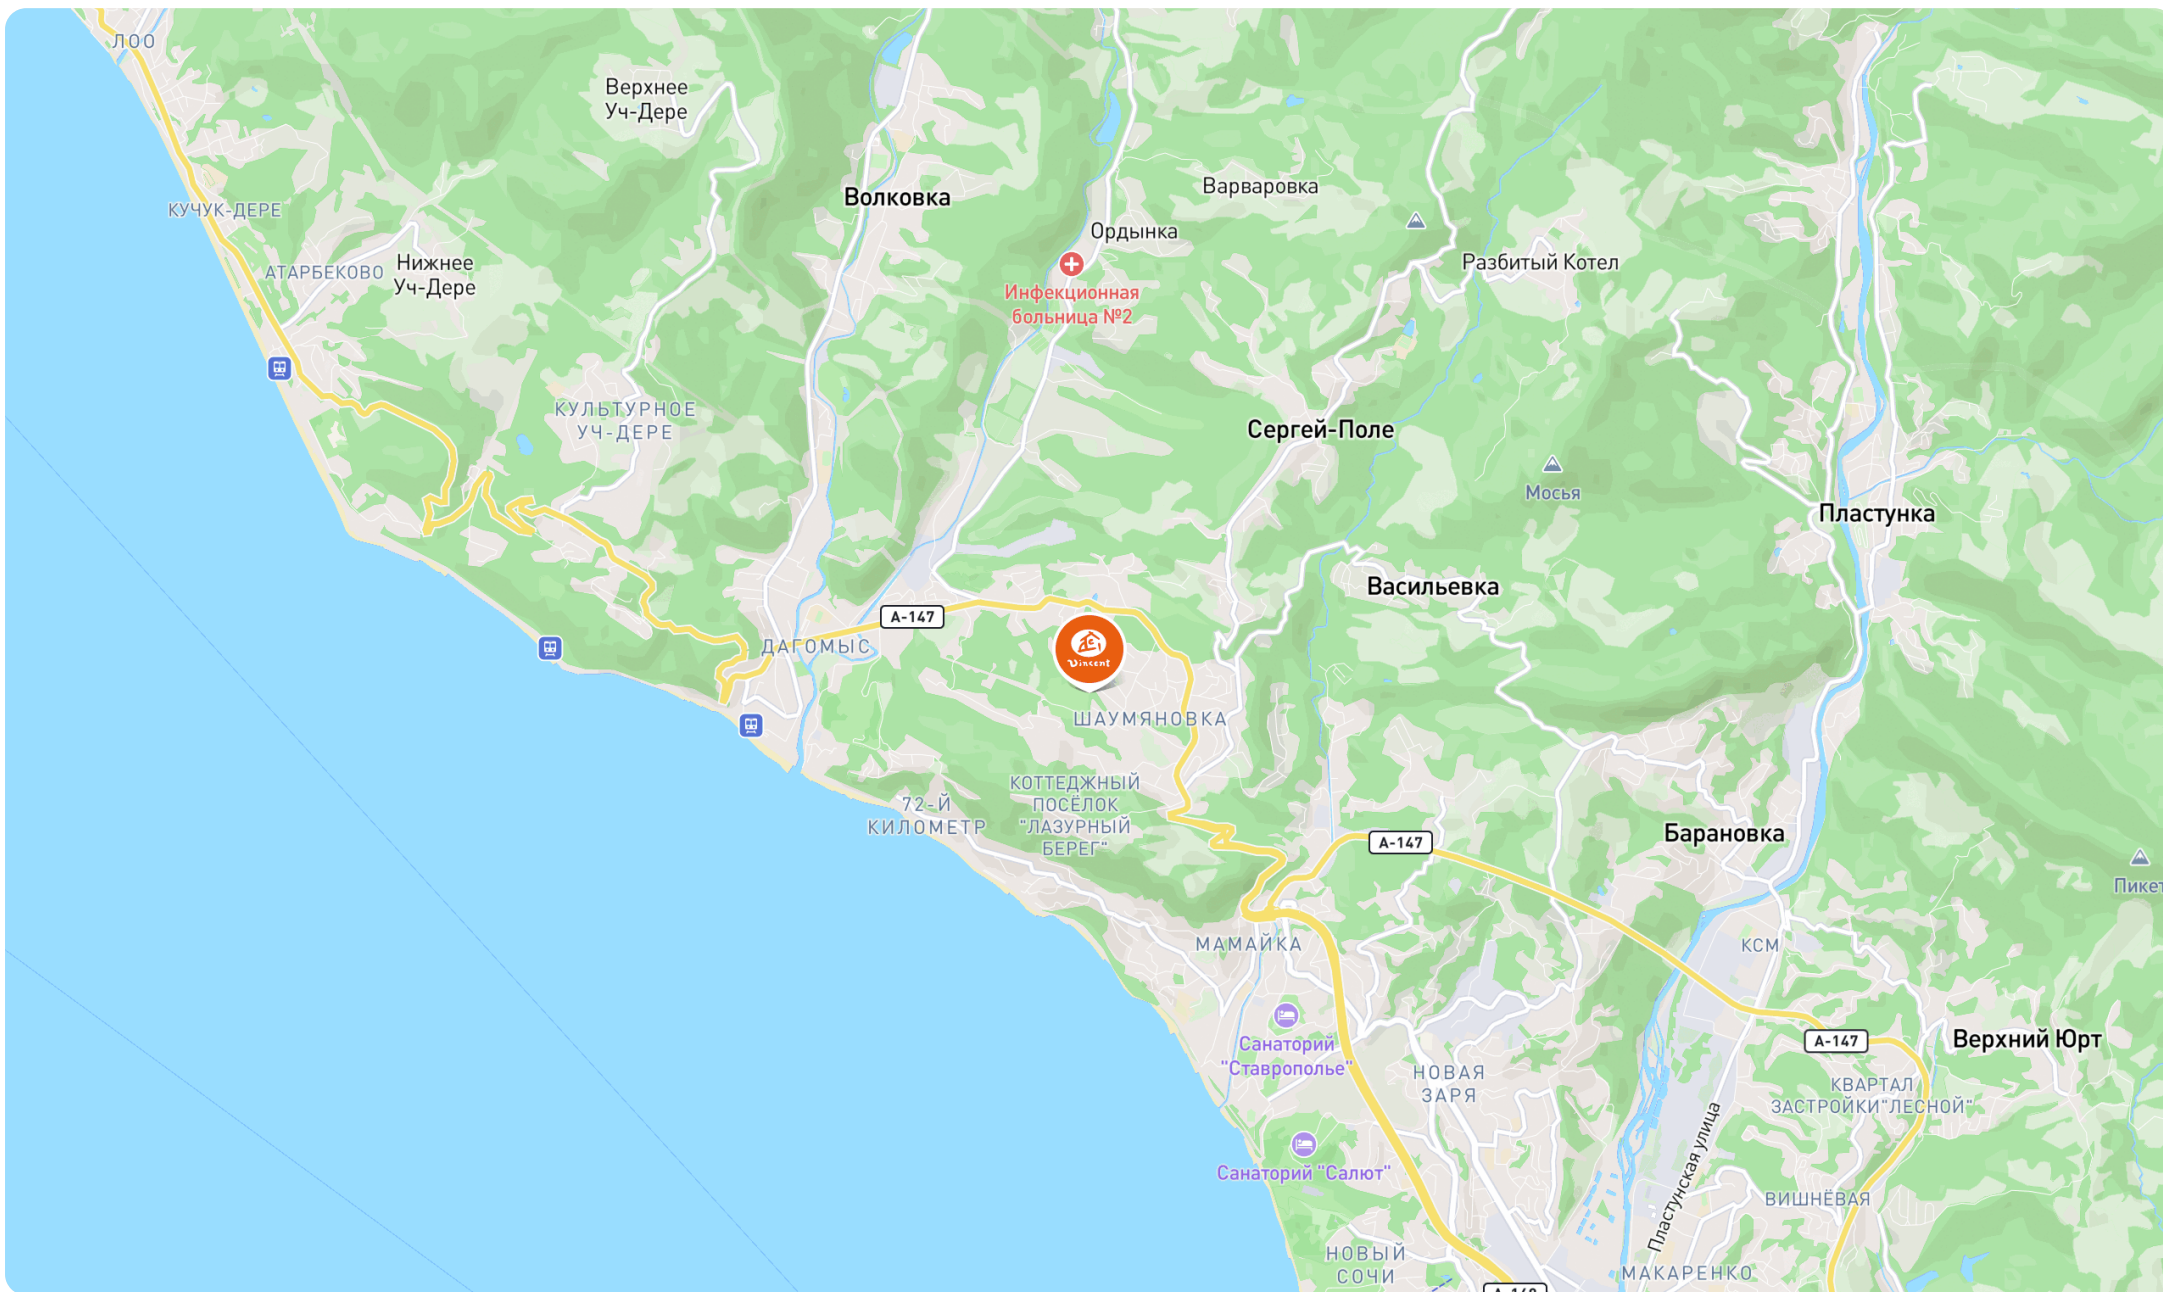 ЛОО
Верхнее
Уч-Дере
Волковка
Варваровка
КУЧУК-ДЕРЕ
Ордынка
АТАРБЕКОВО
Нижнее
Уч-Дере
Разбитый Котел
Инфекционная
больница №2
КУЛЬТУРНОЕ
УЧ-ДЕРЕ
Сергей-Поле
Мосья
Пластунка
Васильевка
А-147
ДАГОМЫС
Vincent
ШАУМЯНОВКА
КОТТЕДЖНЫЙ
ПОСЁЛОК
"ЛАЗУРНЫЙ
БЕРЕГ"
72-Й
КИЛОМЕТР
А-147
Барановка
Пикет
МАМАЙКА
КСМ
Санаторий
"Ставрополье"
А-147
Верхний Юрт
НОВАЯ
ЗАРЯ
КВАРТАЛ
ЗАСТРОЙКИ"ЛЕСНОЙ"
Пластунская улица
Санаторий "Салют"
ВИШНЁВАЯ
НОВЫЙ
СОЧИ
МАКАРЕНКО